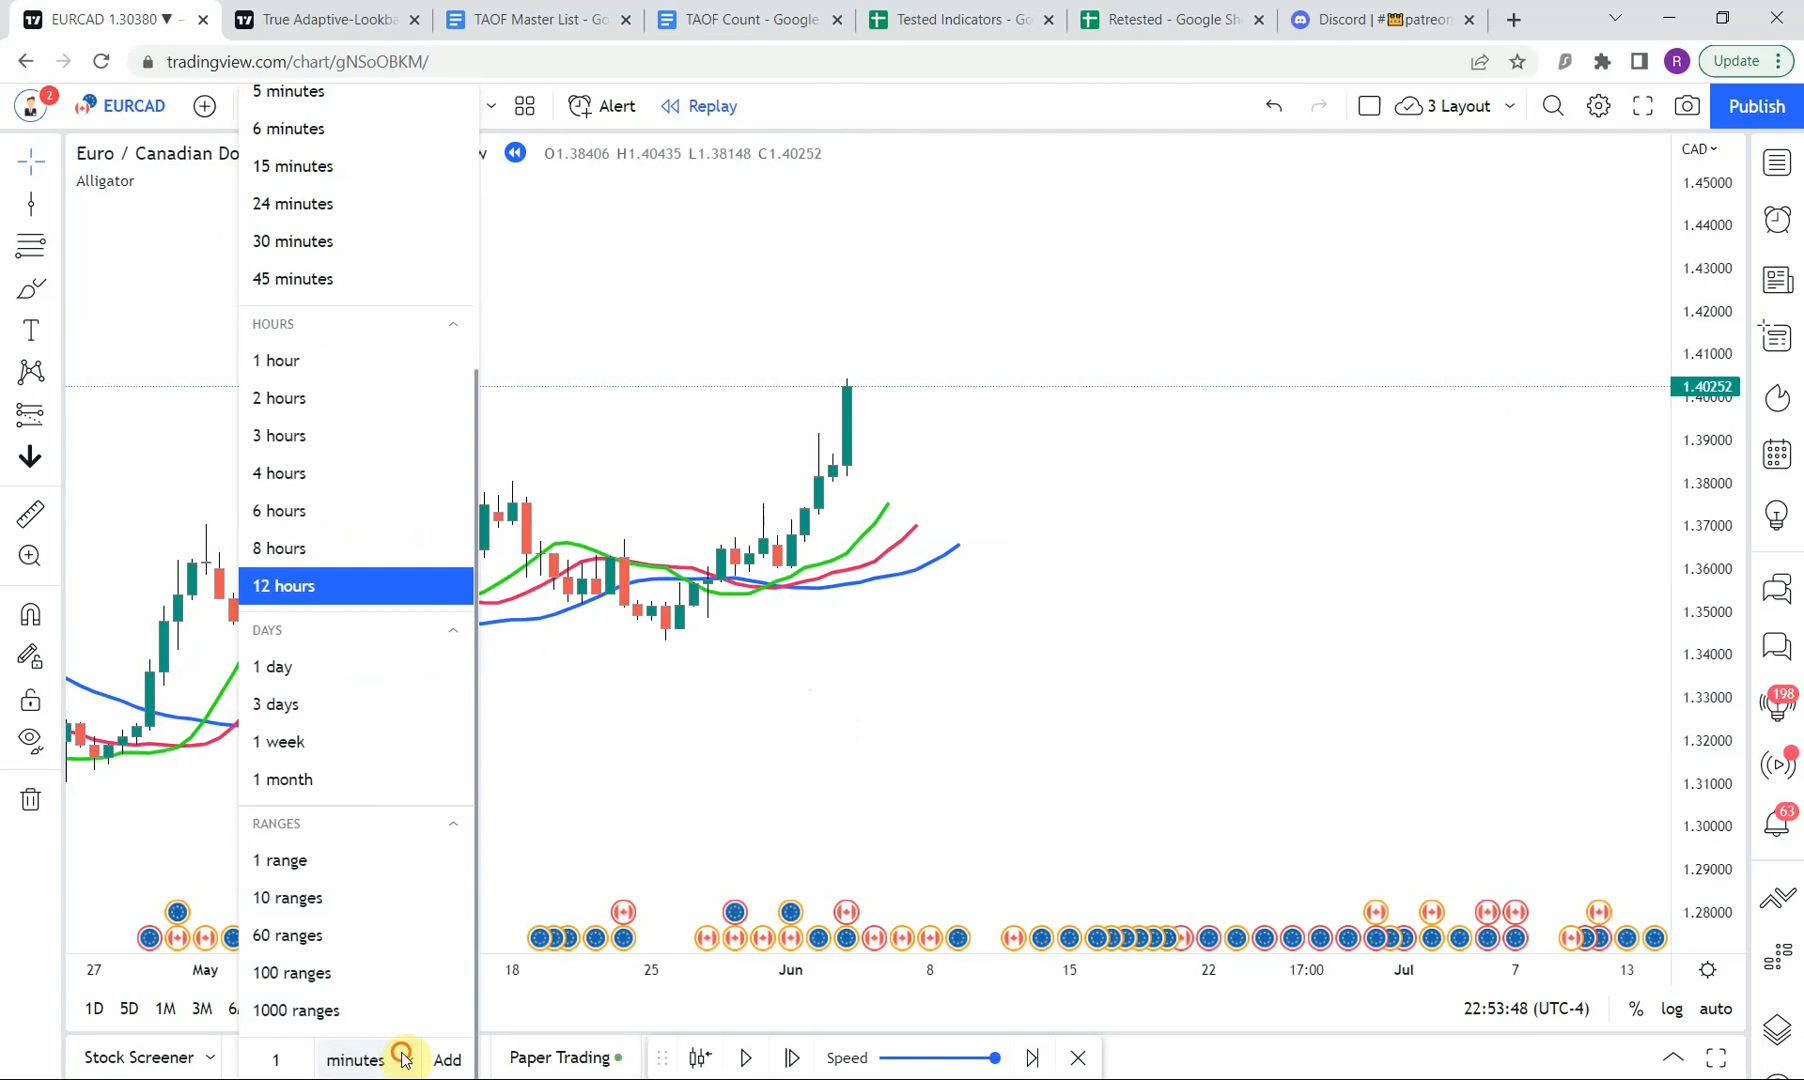 EURCAD 1.30380 ▼
True Adaptive-Lookba
TAOF Master List - Go
TAOF Count - Google
Tested Indicators - Go
Retested - Google Sh
Discord | #👑patreon
tradingview.com/chart/gNSoOBKM/
R
Update
2
EURCAD
Alert
Replay
3 Layout
Publish
Euro / Canadian Do
O1.38406 H1.40435 L1.38148 C1.40252
Alligator
5 minutes
6 minutes
15 minutes
24 minutes
30 minutes
45 minutes
HOURS
1 hour
2 hours
3 hours
4 hours
6 hours
8 hours
12 hours
DAYS
1 day
3 days
1 week
1 month
RANGES
1 range
10 ranges
60 ranges
100 ranges
1000 ranges
1 minutes Add
CAD
1.45000
1.44000
1.43000
1.42000
1.41000
1.40252
1.40000
1.39000
1.38000
1.37000
1.36000
1.35000
1.34000
1.33000
1.32000
1.31000
1.30000
1.29000
1.28000
198
63
27 May 18 25 Jun 8 15 22 17:00 Jul 7 13
1D 5D 1M 3M 6
22:53:48 (UTC-4) % log auto
Stock Screener
Paper Trading
Speed